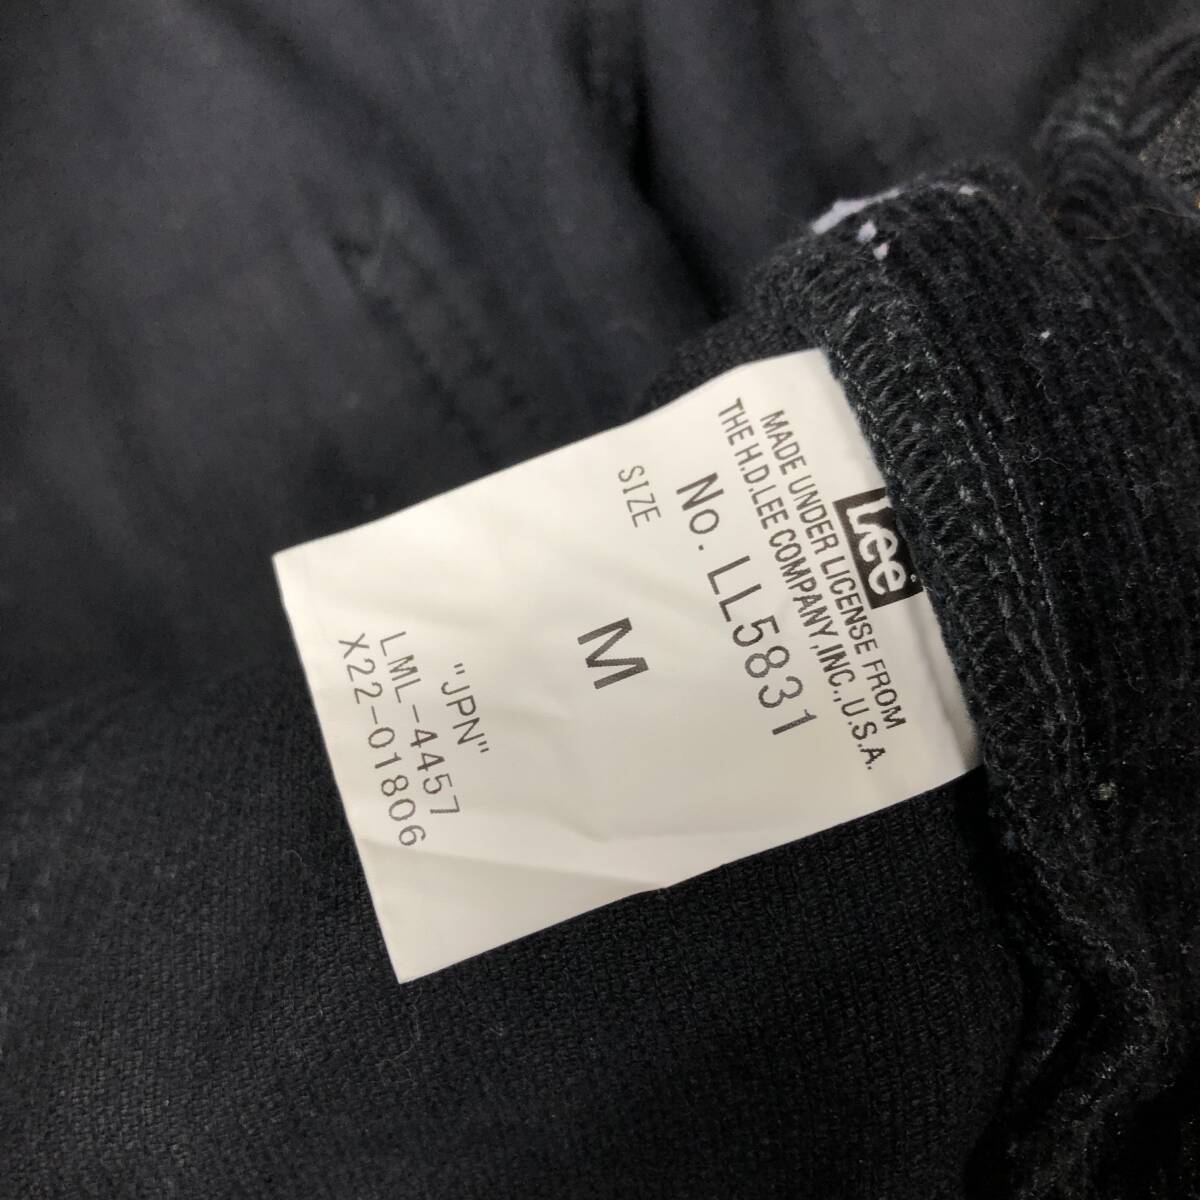 Lee
MADE UNDER LICENSE FROM
THE H.D.LEE COMPANY,INC.,U.S.A.
No. LL5831
SIZE
M
"JPN"
LML-4457
X22-01806